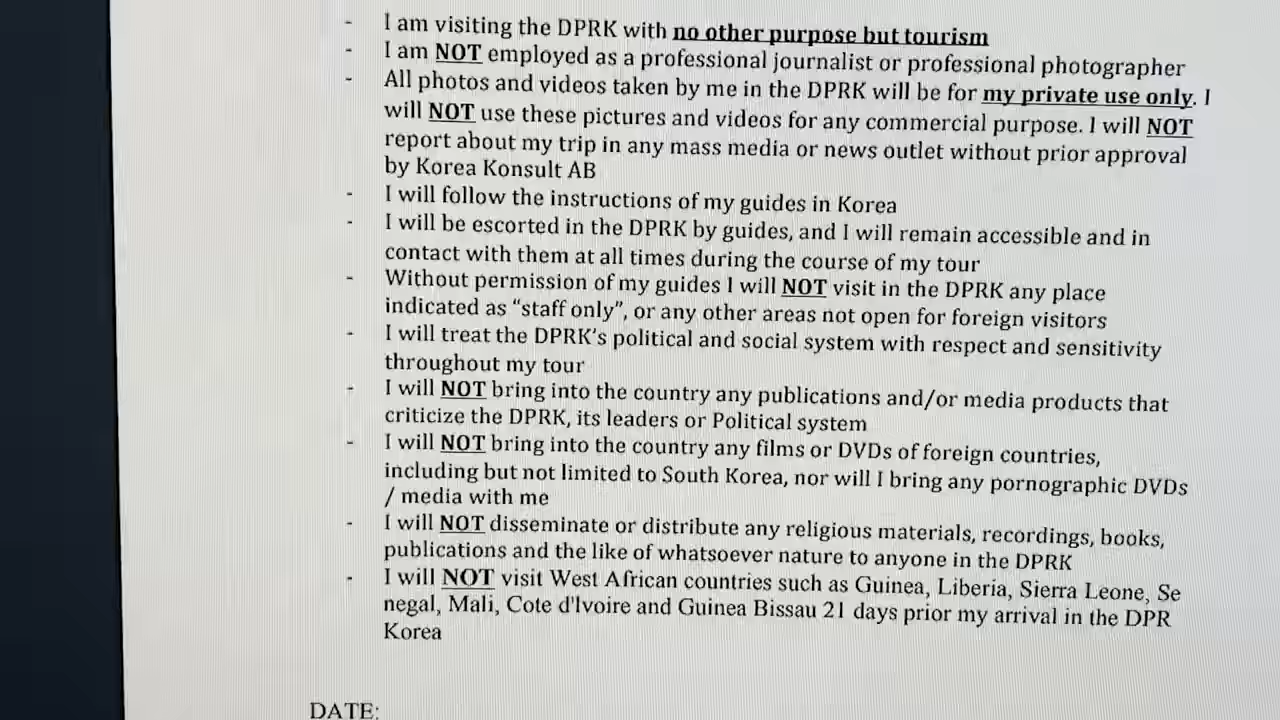 - I am visiting the DPRK with no other purpose but tourism
- I am NOT employed as a professional journalist or professional photographer
- All photos and videos taken by me in the DPRK will be for my private use only. I
will NOT use these pictures and videos for any commercial purpose. I will NOT
report about my trip in any mass media or news outlet without prior approval
by Korea Konsult AB
- I will follow the instructions of my guides in Korea
- I will be escorted in the DPRK by guides, and I will remain accessible and in
contact with them at all times during the course of my tour
- Without permission of my guides I will NOT visit in the DPRK any place
indicated as “staff only”, or any other areas not open for foreign visitors
- I will treat the DPRK’s political and social system with respect and sensitivity
throughout my tour
- I will NOT bring into the country any publications and/or media products that
criticize the DPRK, its leaders or Political system
- I will NOT bring into the country any films or DVDs of foreign countries,
including but not limited to South Korea, nor will I bring any pornographic DVDs
/ media with me
- I will NOT disseminate or distribute any religious materials, recordings, books,
publications and the like of whatsoever nature to anyone in the DPRK
- I will NOT visit West African countries such as Guinea, Liberia, Sierra Leone, Se
negal, Mali, Cote d'Ivoire and Guinea Bissau 21 days prior my arrival in the DPR
Korea
DATE: